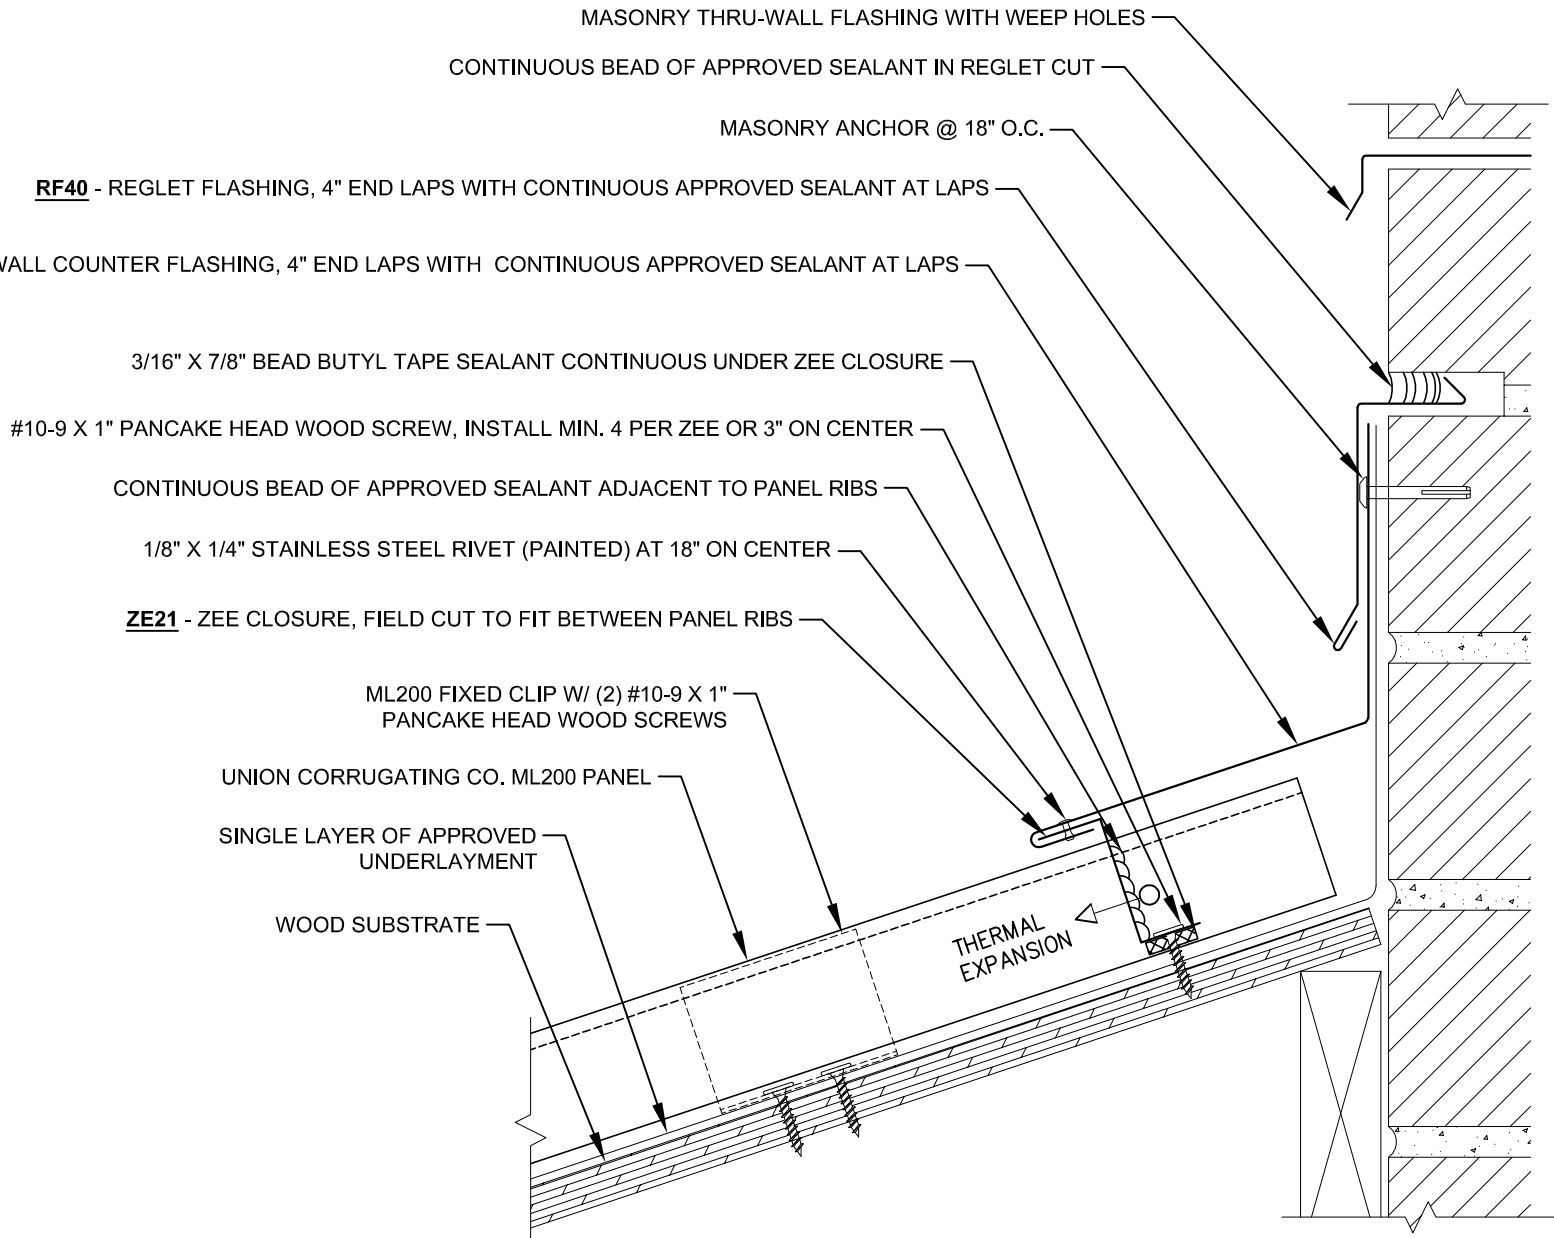 MASONRY THRU-WALL FLASHING WITH WEEP HOLES
CONTINUOUS BEAD OF APPROVED SEALANT IN REGLET CUT
MASONRY ANCHOR @ 18" O.C.
RF40 - REGLET FLASHING, 4" END LAPS WITH CONTINUOUS APPROVED SEALANT AT LAPS
WALL COUNTER FLASHING, 4" END LAPS WITH CONTINUOUS APPROVED SEALANT AT LAPS
3/16" X 7/8" BEAD BUTYL TAPE SEALANT CONTINUOUS UNDER ZEE CLOSURE
#10-9 X 1" PANCAKE HEAD WOOD SCREW, INSTALL MIN. 4 PER ZEE OR 3" ON CENTER
CONTINUOUS BEAD OF APPROVED SEALANT ADJACENT TO PANEL RIBS
1/8" X 1/4" STAINLESS STEEL RIVET (PAINTED) AT 18" ON CENTER
ZE21 - ZEE CLOSURE, FIELD CUT TO FIT BETWEEN PANEL RIBS
ML200 FIXED CLIP W/ (2) #10-9 X 1"
PANCAKE HEAD WOOD SCREWS
UNION CORRUGATING CO. ML200 PANEL
SINGLE LAYER OF APPROVED
UNDERLAYMENT
WOOD SUBSTRATE
THERMAL
EXPANSION